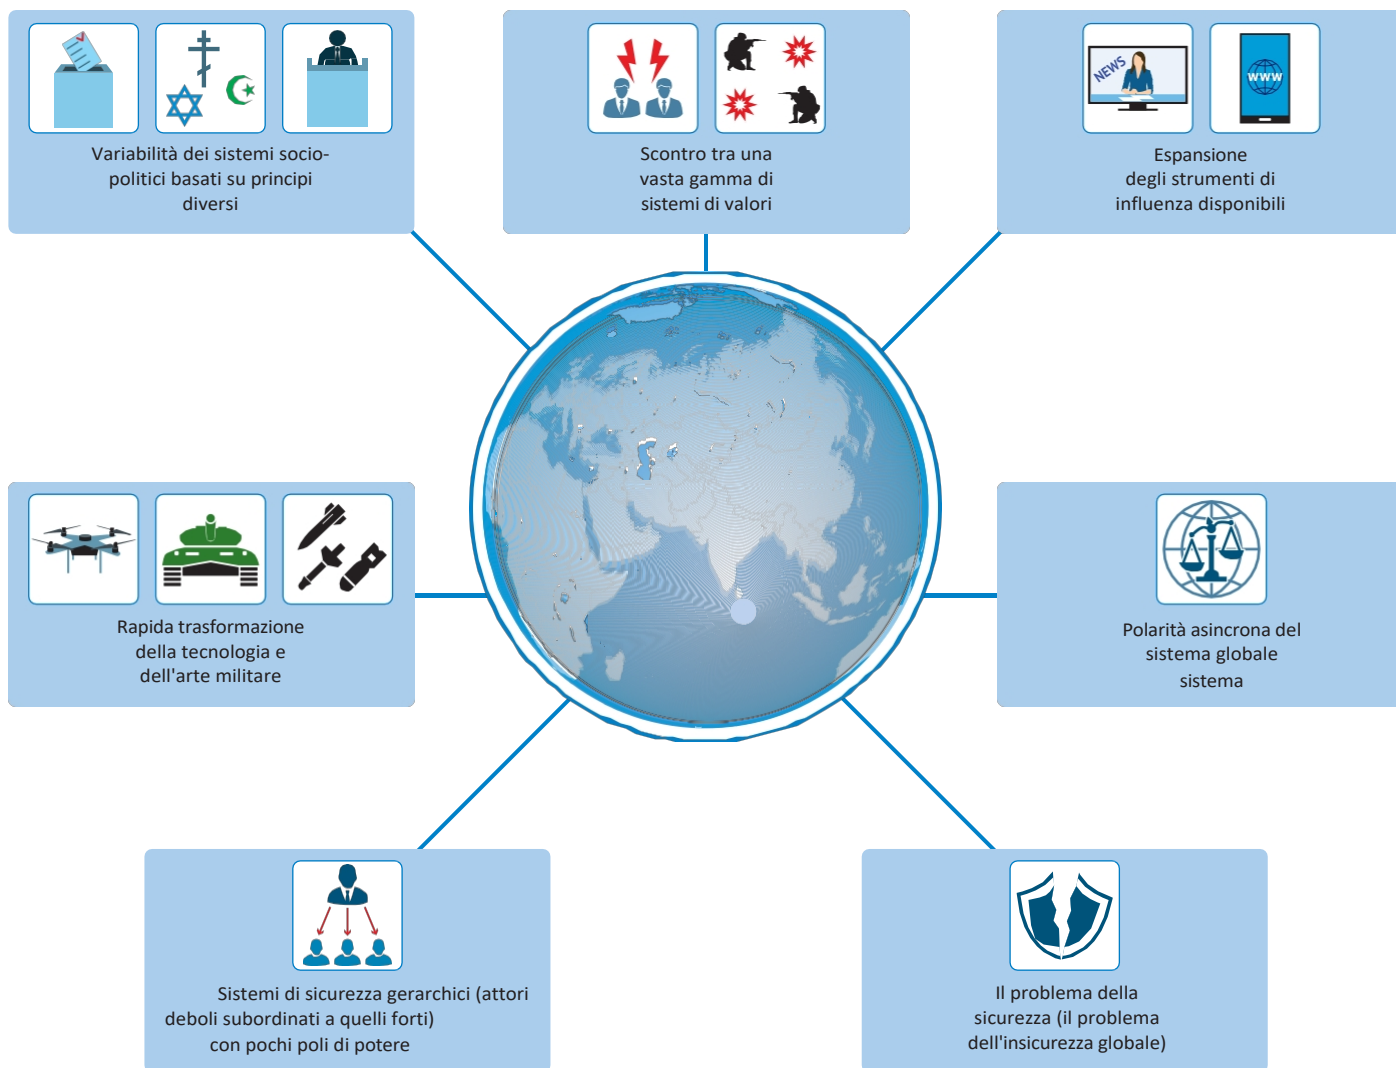 Variabilità dei sistemi socio-
politici basati su principi
diversi
Scontro tra una
vasta gamma di
sistemi di valori
NEWS
www
Espansione
degli strumenti di
influenza disponibili
Rapida trasformazione
della tecnologia e
dell'arte militare
Polarità asincrona del
sistema globale
sistema
Sistemi di sicurezza gerarchici (attori
deboli subordinati a quelli forti)
con pochi poli di potere
Il problema della
sicurezza (il problema
dell'insicurezza globale)